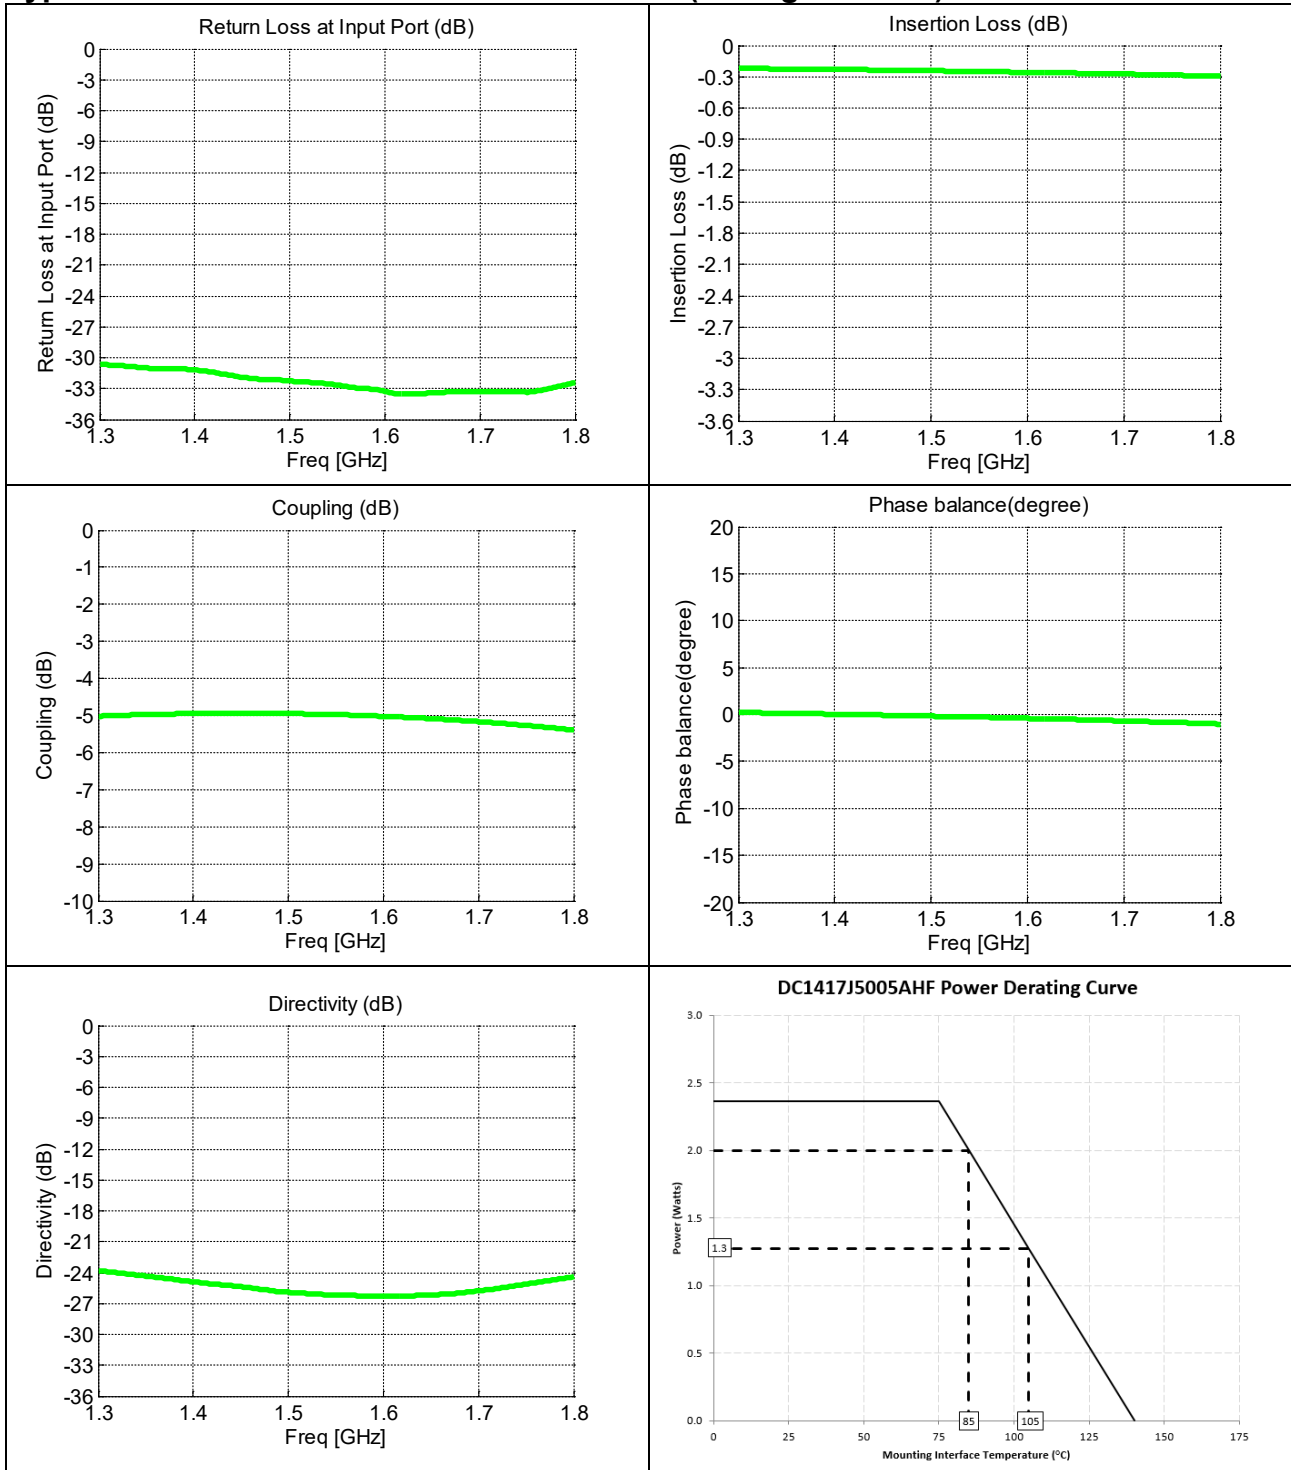 Return Loss at Input Port (dB)
Return Loss at Input Port (dB)
0
-3
-6
-9
-12
-15
-18
-21
-24
-27
-30
-33
-36
1.3 1.4 1.5 1.6 1.7 1.8
Freq [GHz]
Insertion Loss (dB)
Insertion Loss (dB)
0
-0.3
-0.6
-0.9
-1.2
-1.5
-1.8
-2.1
-2.4
-2.7
-3
-3.3
-3.6
1.3 1.4 1.5 1.6 1.7 1.8
Freq [GHz]
Coupling (dB)
Coupling (dB)
0
-1
-2
-3
-4
-5
-6
-7
-8
-9
-10
1.3 1.4 1.5 1.6 1.7 1.8
Freq [GHz]
Phase balance(degree)
Phase balance(degree)
20
15
10
5
0
-5
-10
-15
-20
1.3 1.4 1.5 1.6 1.7 1.8
Freq [GHz]
Directivity (dB)
Directivity (dB)
0
-3
-6
-9
-12
-15
-18
-21
-24
-27
-30
-33
-36
1.3 1.4 1.5 1.6 1.7 1.8
Freq [GHz]
DC1417J5005AHF Power Derating Curve
Power (Watts)
3.0
2.5
2.0
1.5
1.3
1.0
0.5
0.0
85 105
0 25 50 75 100 125 150 175
Mounting Interface Temperature (°C)